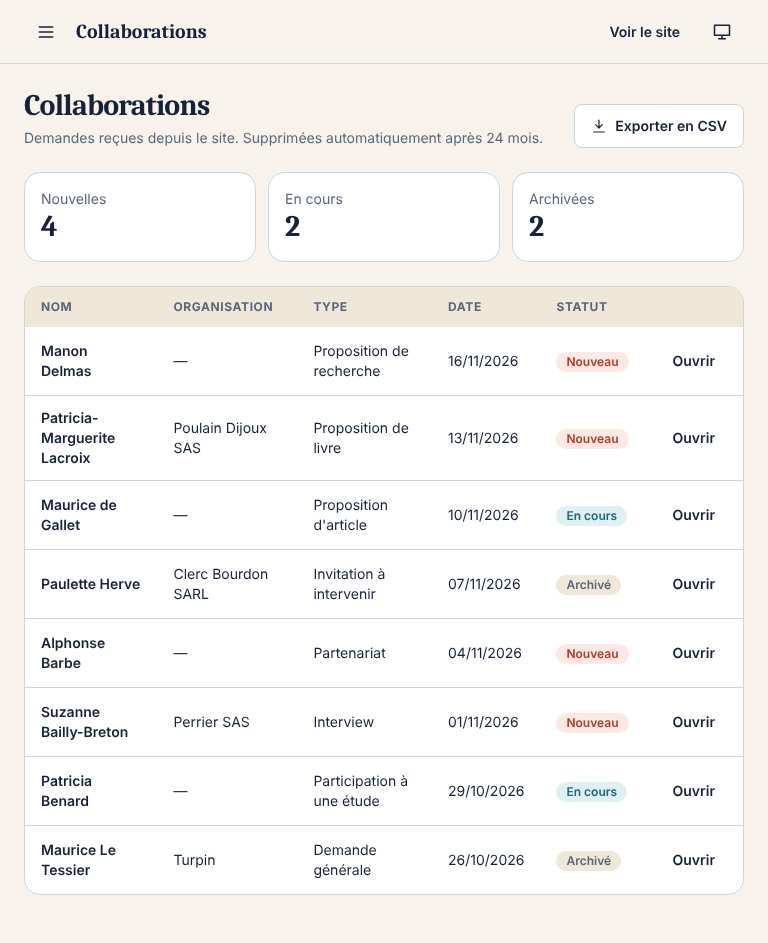 Collaborations
Voir le site
Collaborations
Demandes reçues depuis le site. Supprimées automatiquement après 24 mois.
Exporter en CSV
Nouvelles
4
En cours
2
Archivées
2
NOM ORGANISATION TYPE DATE STATUT
Manon
Delmas
—
Proposition de
recherche
16/11/2026
Nouveau
Ouvrir
Patricia-
Marguerite
Lacroix
Poulain Dijoux
SAS
Proposition de
livre
13/11/2026
Nouveau
Ouvrir
Maurice de
Gallet
—
Proposition
d'article
10/11/2026
En cours
Ouvrir
Paulette Herve
Clerc Bourdon
SARL
Invitation à
intervenir
07/11/2026
Archivé
Ouvrir
Alphonse
Barbe
—
Partenariat
04/11/2026
Nouveau
Ouvrir
Suzanne
Bailly-Breton
Perrier SAS
Interview
01/11/2026
Nouveau
Ouvrir
Patricia
Benard
—
Participation à
une étude
29/10/2026
En cours
Ouvrir
Maurice Le
Tessier
Turpin
Demande
générale
26/10/2026
Archivé
Ouvrir